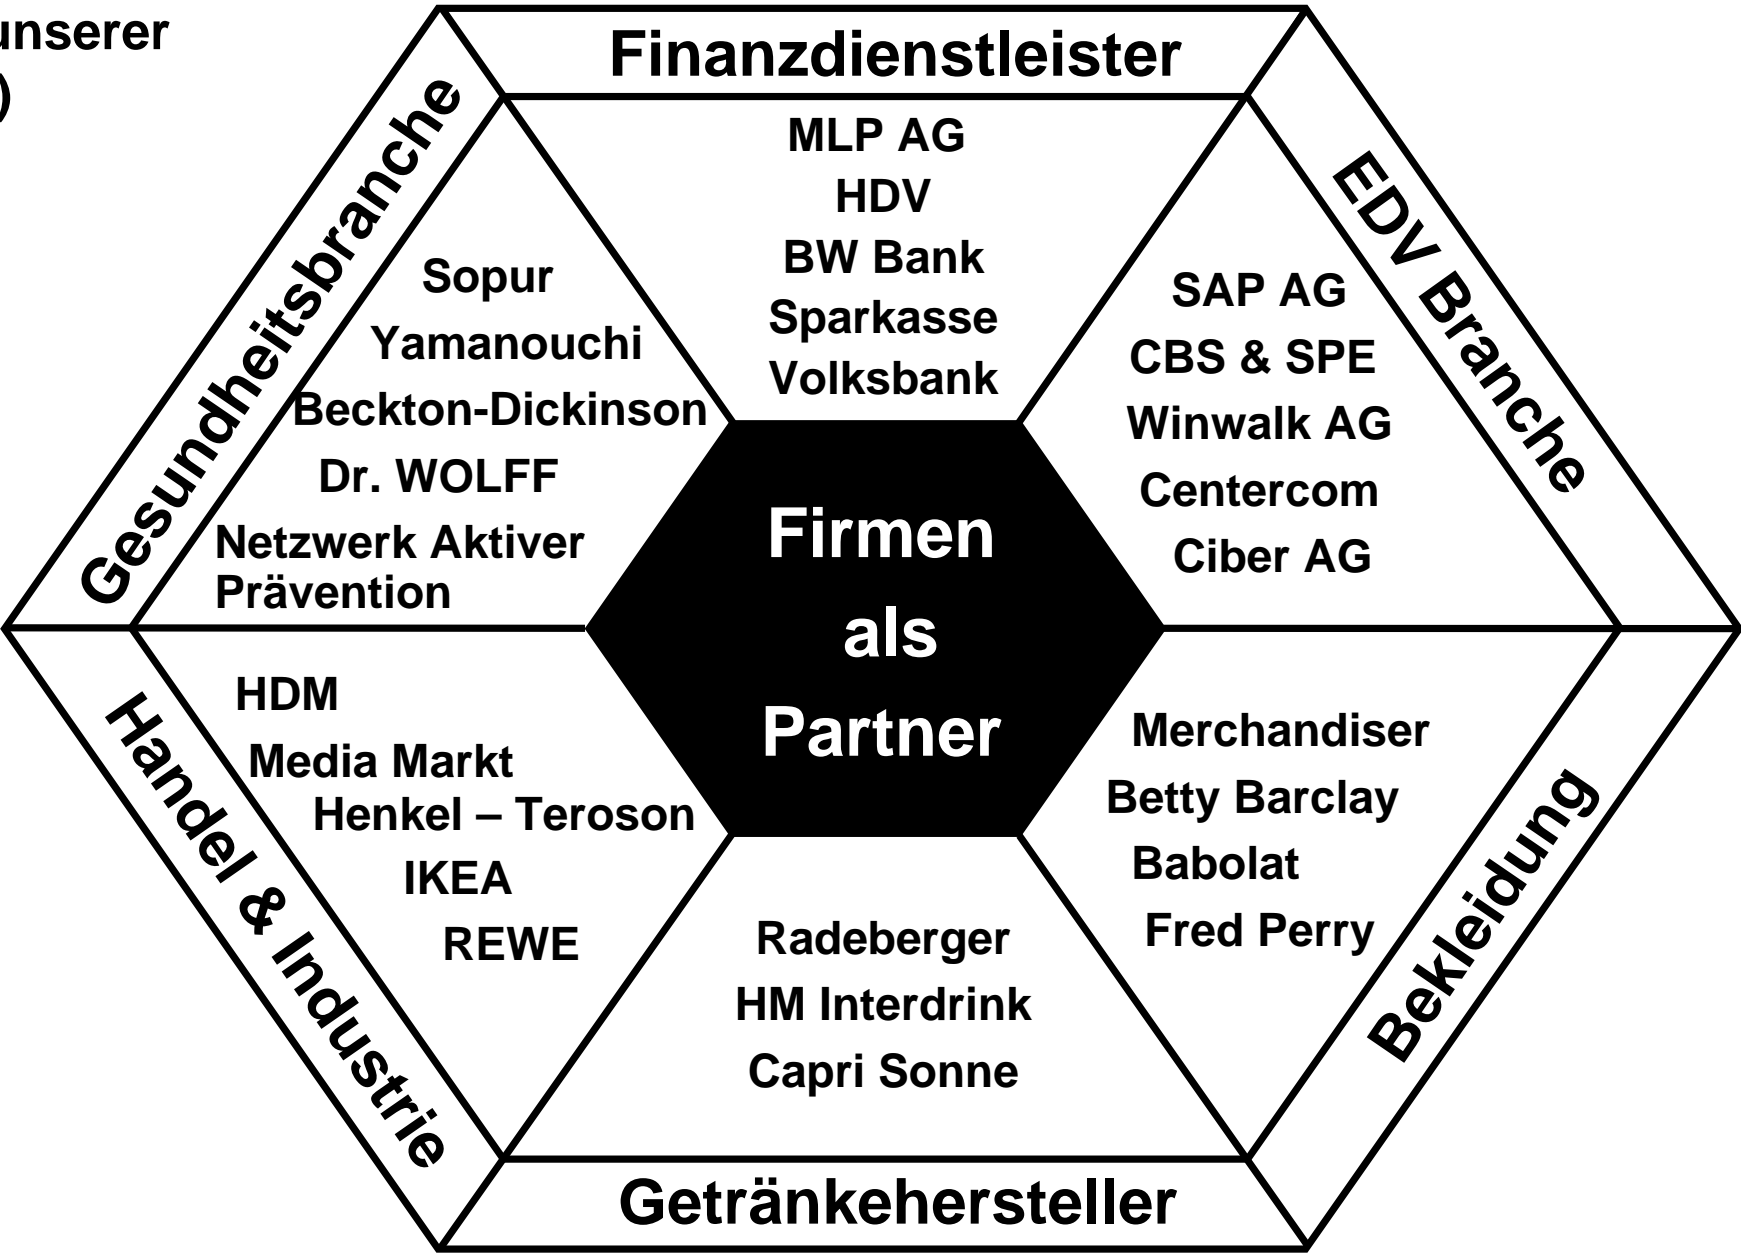 unserer
)
Finanzdienstleister
MLP AG
HDV
BW Bank
Sparkasse
Volksbank
EDV Branche
SAP AG
CBS & SPE
Winwalk AG
Centercom
Ciber AG
Gesundheitsbranche
Sopur
Yamanouchi
Beckton-Dickinson
Dr. WOLFF
Netzwerk Aktiver
Prävention
Firmen
als
Partner
Handel & Industrie
HDM
Media Markt
Henkel – Teroson
IKEA
REWE
Bekleidung
Merchandiser
Betty Barclay
Babolat
Fred Perry
Radeberger
HM Interdrink
Capri Sonne
Getränkehersteller